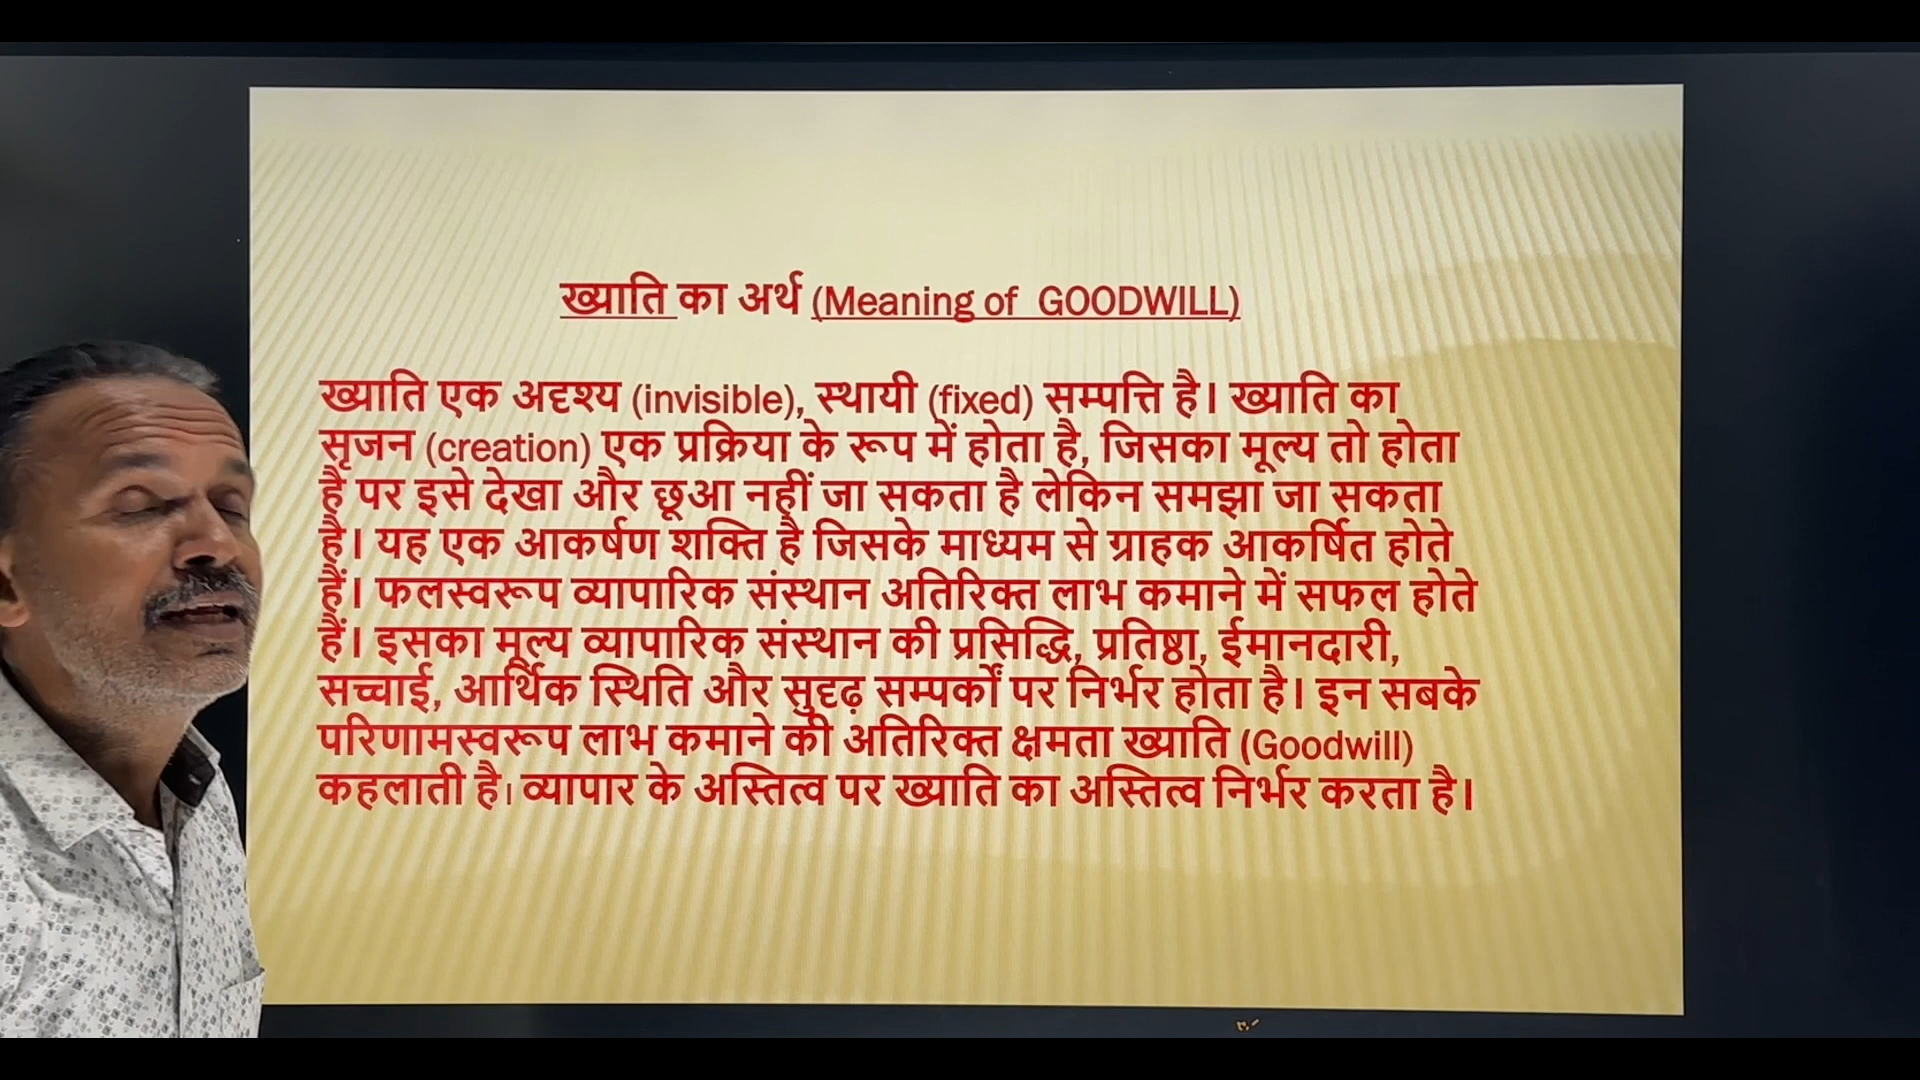 ख्याति का अर्थ (Meaning of GOODWILL)
ख्याति एक अदृश्य (invisible), स्थायी (fixed) सम्पत्ति है। ख्याति का
सृजन (creation) एक प्रक्रिया के रूप में होता है, जिसका मूल्य तो होता
है पर इसे देखा और छूआ नहीं जा सकता है लेकिन समझा जा सकता
है। यह एक आकर्षण शक्ति है जिसके माध्यम से ग्राहक आकर्षित होते
हैं। फलस्वरूप व्यापारिक संस्थान अतिरिक्त लाभ कमाने में सफल होते
हैं। इसका मूल्य व्यापारिक संस्थान की प्रसिद्धि, प्रतिष्ठा, ईमानदारी,
सच्चाई, आर्थिक स्थिति और सुदृढ़ सम्पर्कों पर निर्भर होता है। इन सबके
परिणामस्वरूप लाभ कमाने की अतिरिक्त क्षमता ख्याति (Goodwill)
कहलाती है। व्यापार के अस्तित्व पर ख्याति का अस्तित्व निर्भर करता है।